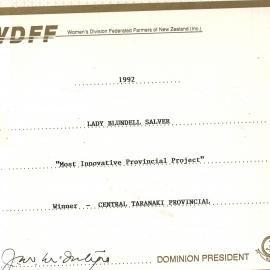 WDFF
Women's Division Federated Farmers of New Zealand (Inc.)
1992
LADY BLUNDELL SALVER
"Most Innovative Provincial Project"
Winner - CENTRAL TARANAKI PROVINCIAL
DOMINION PRESIDENT